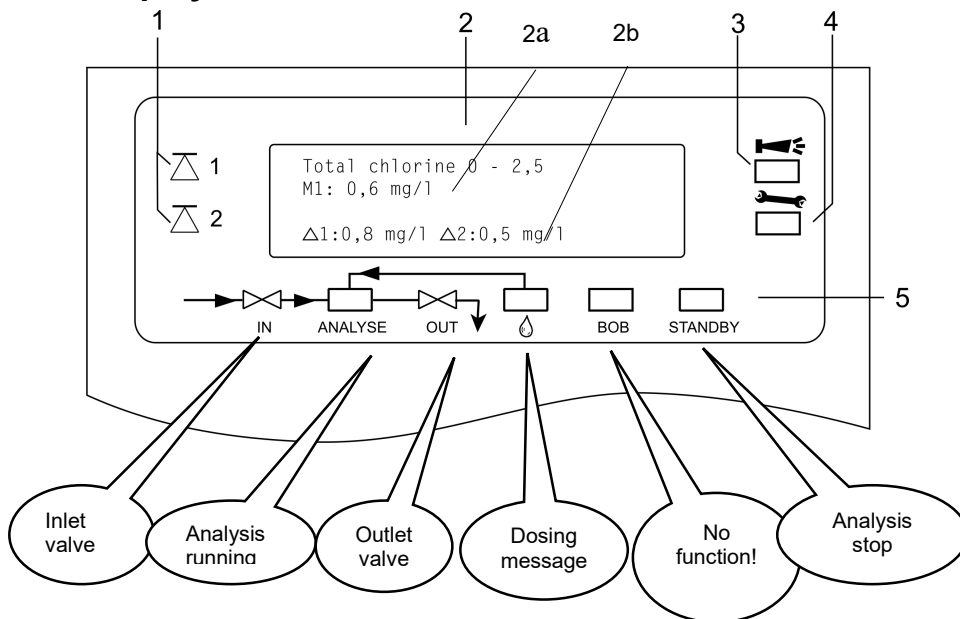 1
2
2a
2b
3
4
1
2
Total chlorine 0 - 2,5
M1: 0,6 mg/l
△1:0,8 mg/l △2:0,5 mg/l
5
IN
ANALYSE
OUT
BOB
STANDBY
Inlet
valve
Analysis
running
Outlet
valve
Dosing
message
No
function!
Analysis
stop